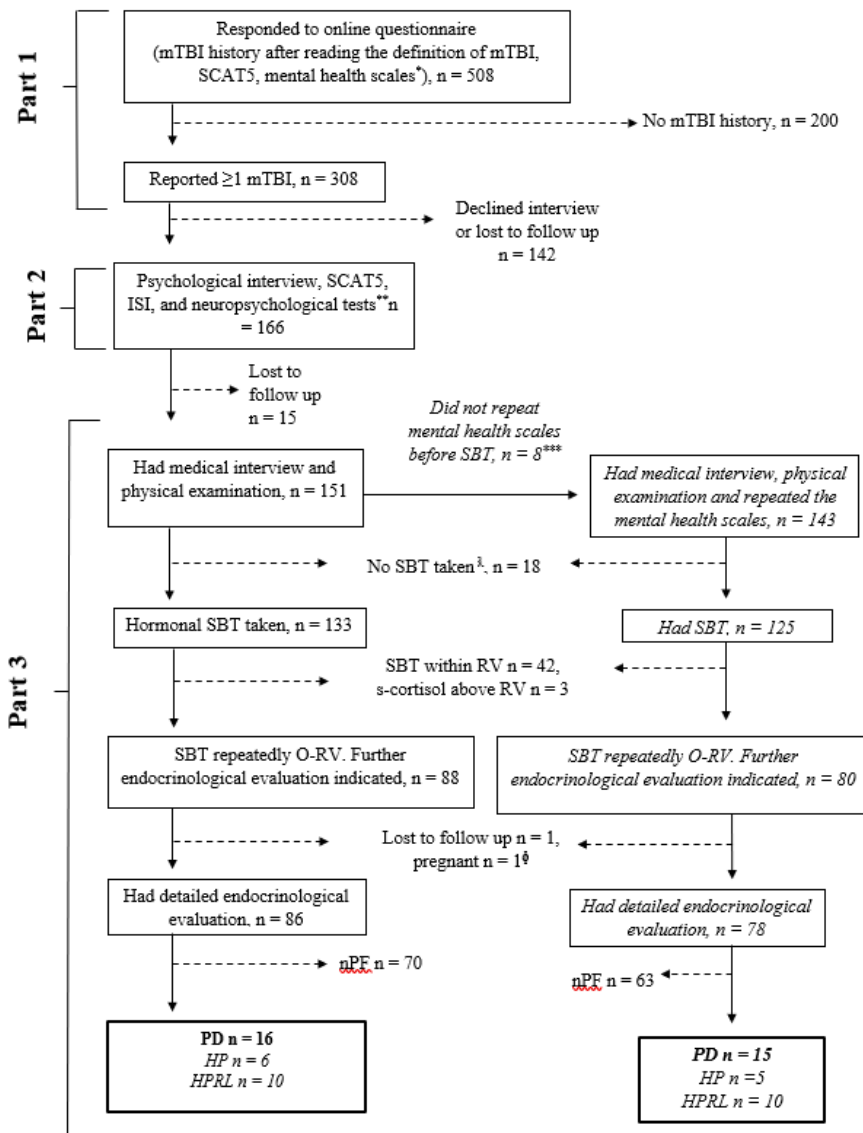 Part 1
Responded to online questionnaire
(mTBI history after reading the definition of mTBI,
SCAT5, mental health scales*), n = 508
No mTBI history, n = 200
Reported ≥1 mTBI, n = 308
Declined interview
or lost to follow up
n = 142
Part 2
Psychological interview, SCAT5,
ISI, and neuropsychological tests**n
= 166
Lost to
follow up
n = 15
Part 3
Did not repeat
mental health scales
before SBT, n = 8***
Had medical interview and
physical examination, n = 151
Had medical interview, physical
examination and repeated the
mental health scales, n = 143
No SBT taken, n = 18
Hormonal SBT taken, n = 133
Had SBT, n = 125
SBT within RV n = 42,
s-cortisol above RV n = 3
SBT repeatedly O-RV. Further
endocrinological evaluation indicated, n = 88
SBT repeatedly O-RV. Further
endocrinological evaluation indicated, n = 80
Lost to follow up n = 1,
pregnant n = 1ϕ
Had detailed endocrinological
evaluation, n = 86
Had detailed endocrinological
evaluation, n = 78
nPF n = 70
nPF n = 63
PD n = 16
HP n = 6
HPRL n = 10
PD n = 15
HP n =5
HPRL n = 10